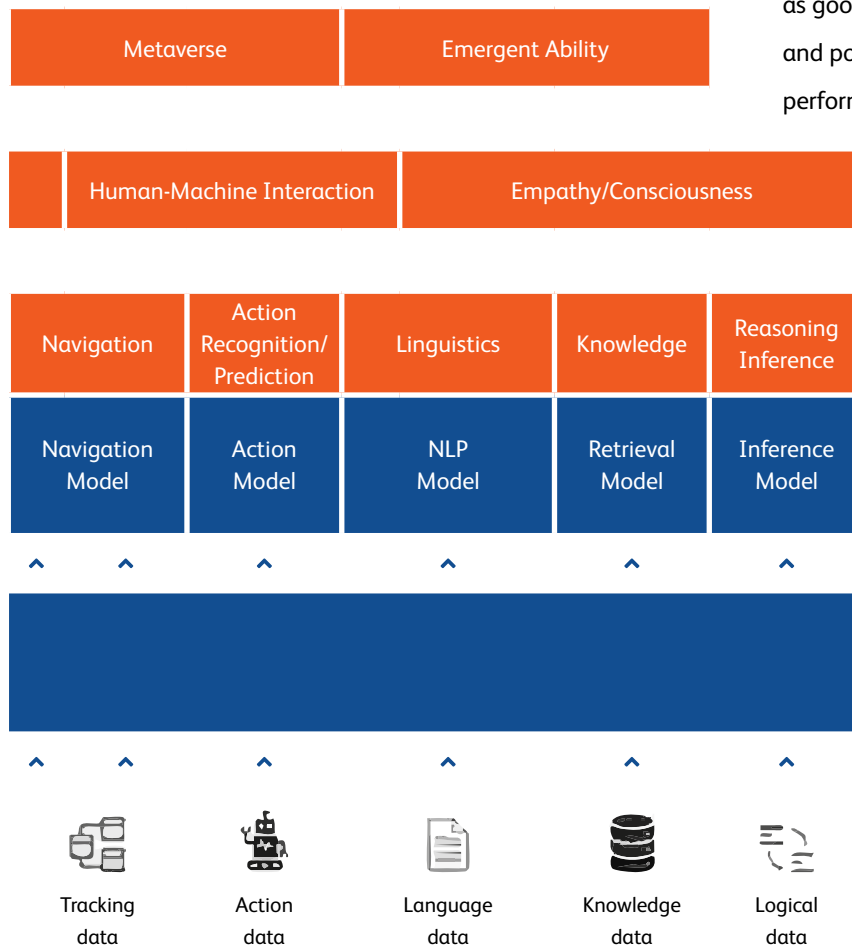 as goo
and po
perforr
Metaverse
Emergent Ability
Human-Machine Interaction
Empathy/Consciousness
Navigation
Action
Recognition/
Prediction
Linguistics
Knowledge
Reasoning
Inference
Navigation
Model
Action
Model
NLP
Model
Retrieval
Model
Inference
Model
Tracking
data
Action
data
Language
data
Knowledge
data
Logical
data